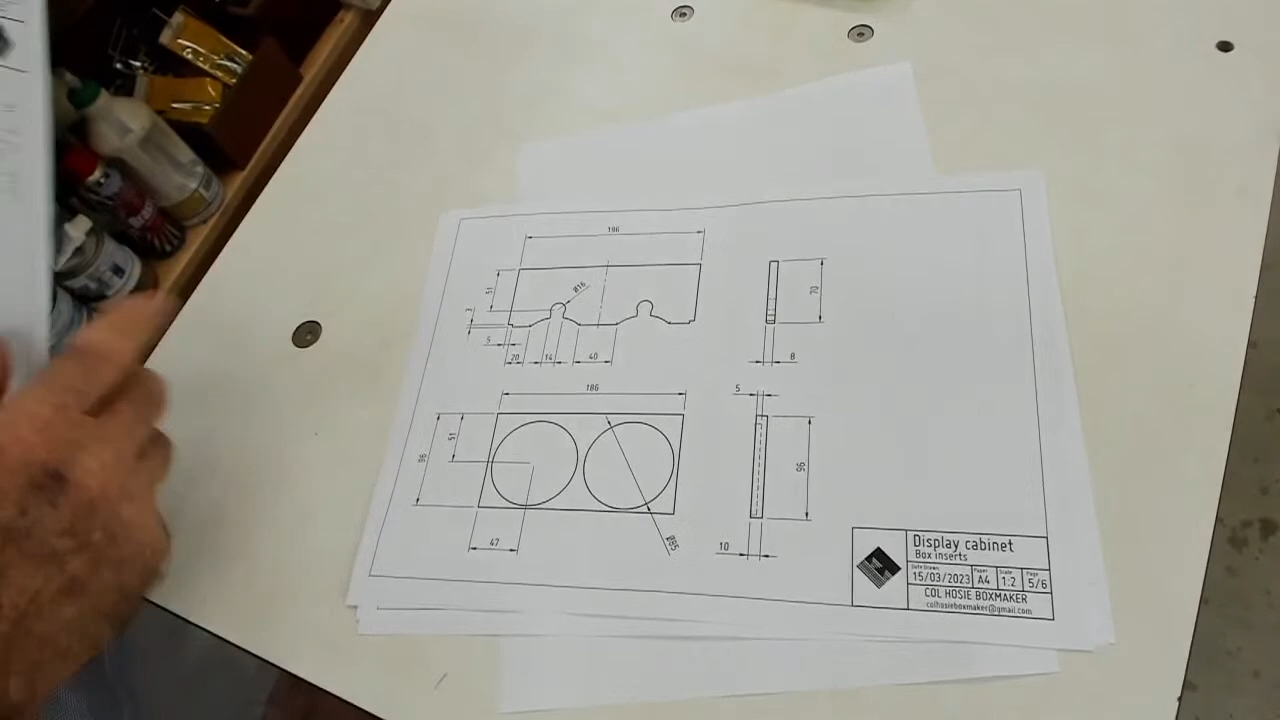 196
51
Ø16
3
5
20
14
40
70
8
186
96
51
47
Ø85
5
96
10
Display cabinet
Box inserts
Date Drawn
15/03/2023
Paper
A4
Scale
1:2
Page
5/6
COL HOSIE BOXMAKER
colhosieboxmaker@gmail.com